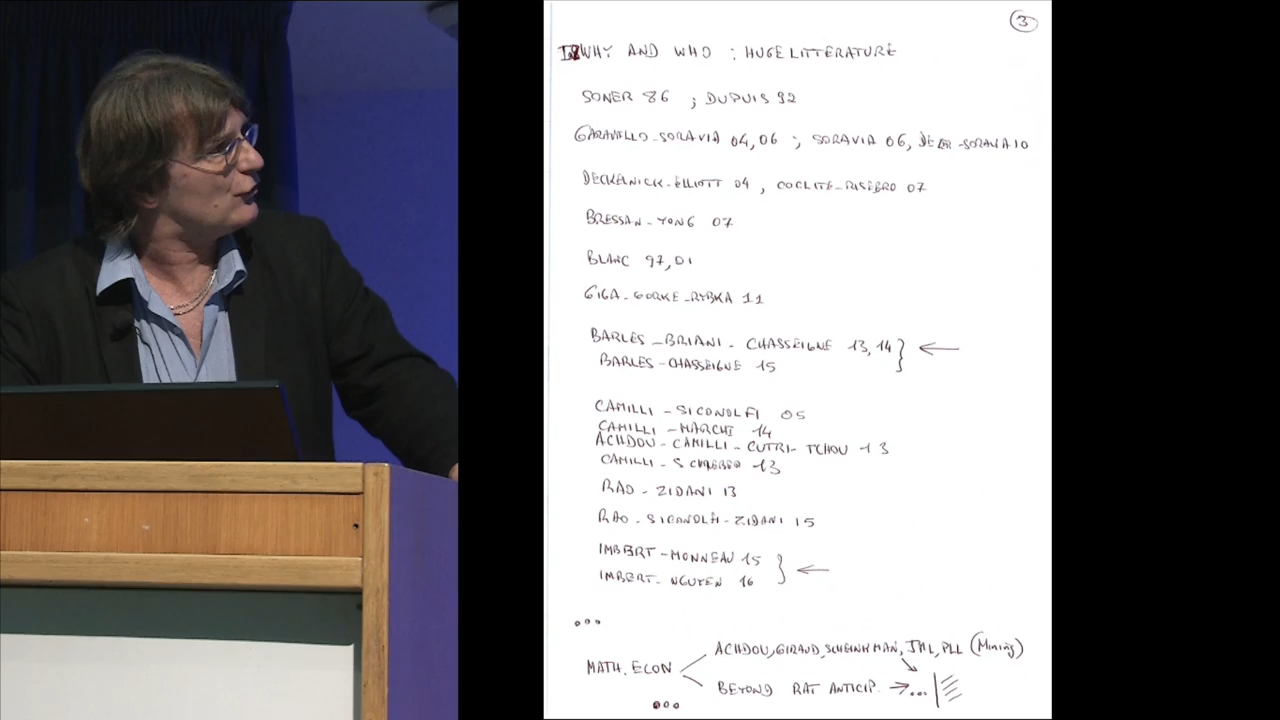 3
WHY AND WHO : HUGE LITTERATURE
SONER 86 ; DUPUIS 92
GARAVELLO-SORAVIA 04, 06 ; SORAVIA 06, DE ZAN-SORAVIA 10
DECKELNICK-ELLIOTT 04, COCLITE-RISEBRO 07
BRESSAN-YONG 07
BLANC 97, 01
GIGA-GORKE-RYBKA 11
BARLES-BRIANI-CHASSEIGNE 13, 14 } ←
BARLES-CHASSEIGNE 15
CAMILLI-SICONOLFI 05
CAMILLI-MARCHI 14
ACHDOU-CAMILLI-CUTRI-TCHOU 13
CAMILLI-SCHIEBORN 13
RAO-ZIDANI 13
RAO-SICONOLFI-ZIDANI 15
IMBERT-MONNEAU 15 } ←
IMBERT-NGUYEN 16
...
MATH. ECON
ACHDOU, GIRAUD, SCHEINKMAN, JML, PLL (Mining)
BEYOND RAT ANTICIP. → ...
...